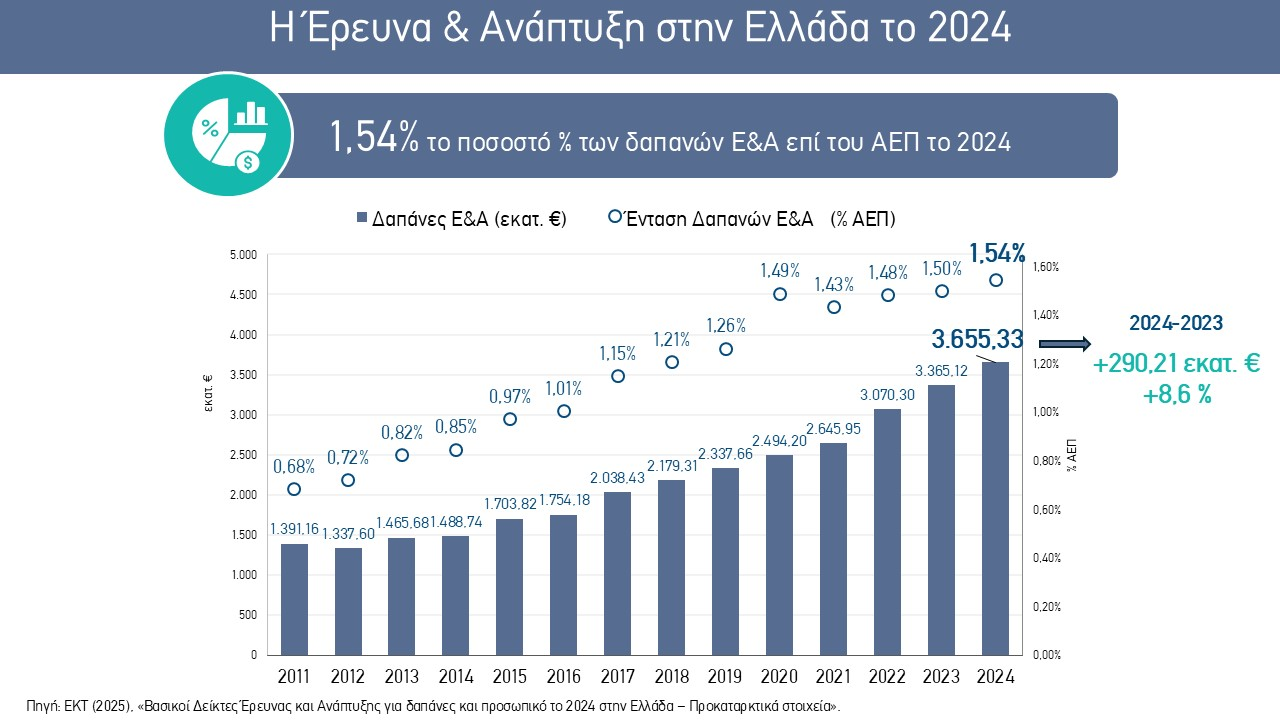 Η Έρευνα & Ανάπτυξη στην Ελλάδα το 2024
%
$
1,54% το ποσοστό % των δαπανών Ε&Α επί του ΑΕΠ το 2024
Δαπάνες Ε&Α (εκατ. €) Ένταση Δαπανών Ε&Α (% ΑΕΠ)
5.000
4.500
4.000
3.500
3.000
2.500
2.000
1.500
1.000
500
0
εκατ. €
0,68% 0,72% 0,82% 0,85% 0,97% 1,01% 1,15% 1,21% 1,26% 1,49% 1,43% 1,48% 1,50% 1,54%
1.391,16 1.337,60 1.465,68 1.488,74 1.703,82 1.754,18 2.038,43 2.179,31 2.337,66 2.494,20 2.645,95 3.070,30 3.365,12 3.655,33
2011 2012 2013 2014 2015 2016 2017 2018 2019 2020 2021 2022 2023 2024
1,60%
1,40%
1,20%
1,00%
0,80%
0,60%
0,40%
0,20%
0,00%
% ΑΕΠ
2024-2023
+290,21 εκατ. €
+8,6 %
Πηγή: ΕΚΤ (2025), «Βασικοί Δείκτες Έρευνας και Ανάπτυξης για δαπάνες και προσωπικό το 2024 στην Ελλάδα – Προκαταρκτικά στοιχεία».